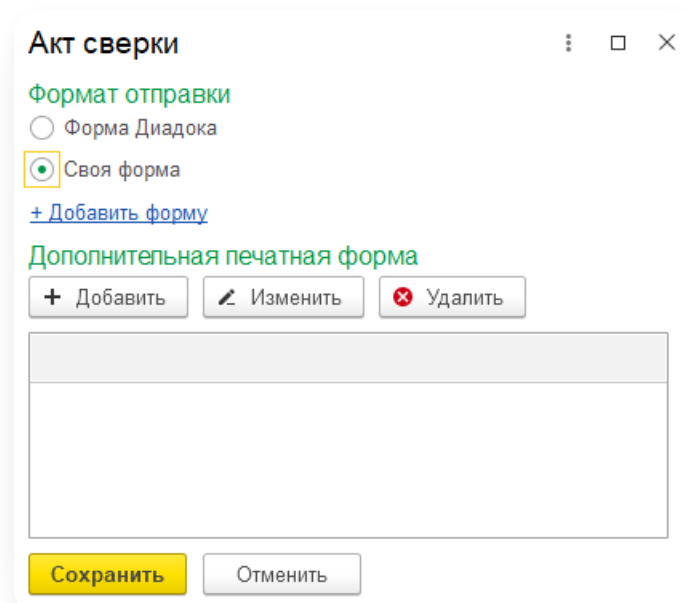 Акт сверки
Формат отправки
Форма Диадока
Своя форма
+ Добавить форму
Дополнительная печатная форма
+ Добавить Изменить Удалить
Сохранить Отменить